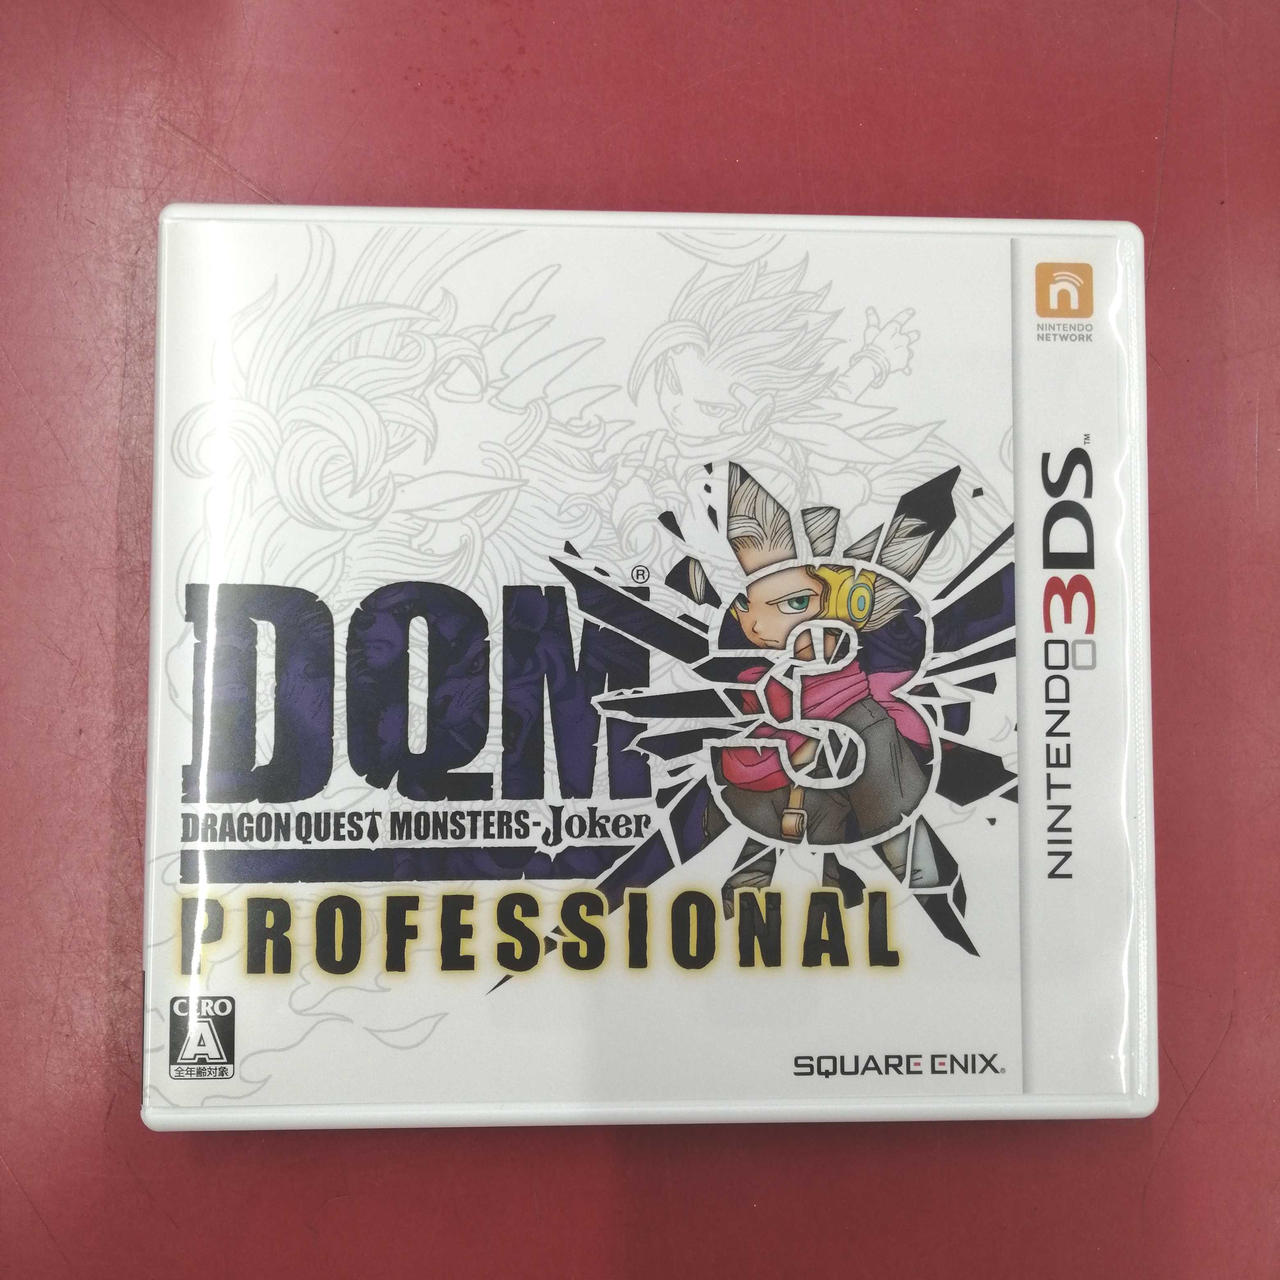 NINTENDO
NETWORK
NINTENDO 3DS™
DQM®
3
DRAGON QUEST MONSTERS-Joker
PROFESSIONAL
CERO
A
全年齢対象
SQUARE ENIX®